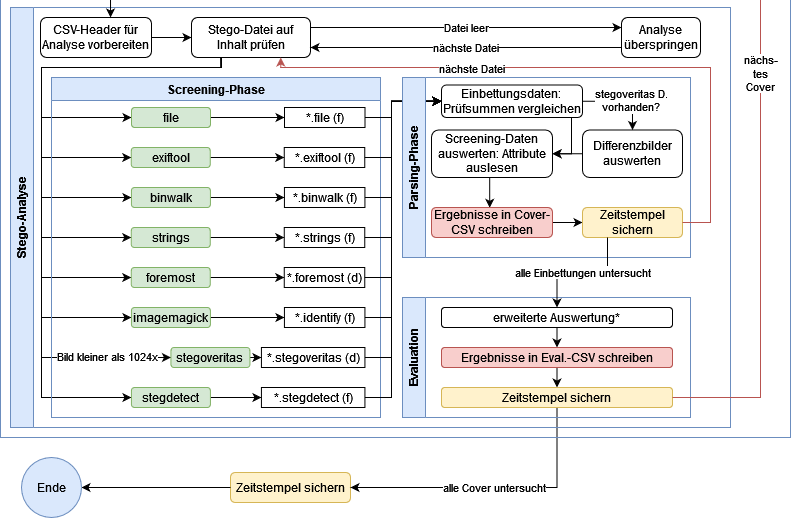 CSV-Header für
Analyse vorbereiten
Stego-Datei auf
Inhalt prüfen
Datei leer
nächste Datei
Analyse
überspringen
nächs-
tes
Cover
nächste Datei
Stego-Analyse
Screening-Phase
file
*.file (f)
exiftool
*.exiftool (f)
binwalk
*.binwalk (f)
strings
*.strings (f)
foremost
*.foremost (d)
imagemagick
*.identify (f)
Bild kleiner als 1024x
stegoveritas
*.stegoveritas (d)
stegdetect
*.stegdetect (f)
Parsing-Phase
Einbettungsdaten:
Prüfsummen vergleichen
stegoveritas D.
vorhanden?
Screening-Daten
auswerten: Attribute
auslesen
Differenzbilder
auswerten
Ergebnisse in Cover-
CSV schreiben
Zeitstempel
sichern
alle Einbettungen untersucht
Evaluation
erweiterte Auswertung*
Ergebnisse in Eval.-CSV schreiben
Zeitstempel sichern
alle Cover untersucht
Zeitstempel sichern
Ende